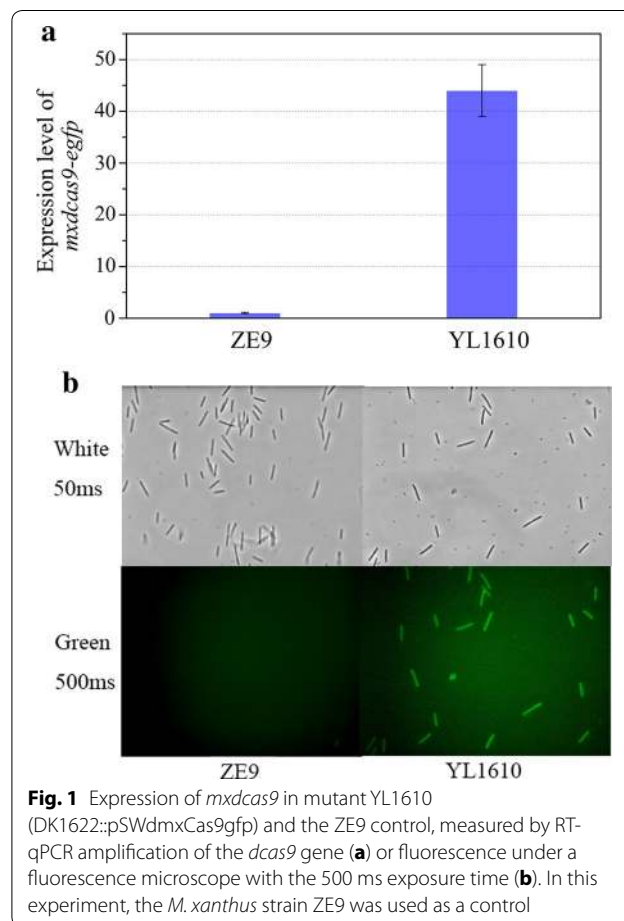 a
Expression level of
mxdcas9-egfp
50
40
30
20
10
0
ZE9 YL1610
b
White
50ms
Green
500ms
ZE9 YL1610
Fig. 1 Expression of mxdcas9 in mutant YL1610
(DK1622::pSWdmxCas9gfp) and the ZE9 control, measured by RT-
qPCR amplification of the dcas9 gene (a) or fluorescence under a
fluorescence microscope with the 500 ms exposure time (b). In this
experiment, the M. xanthus strain ZE9 was used as a control